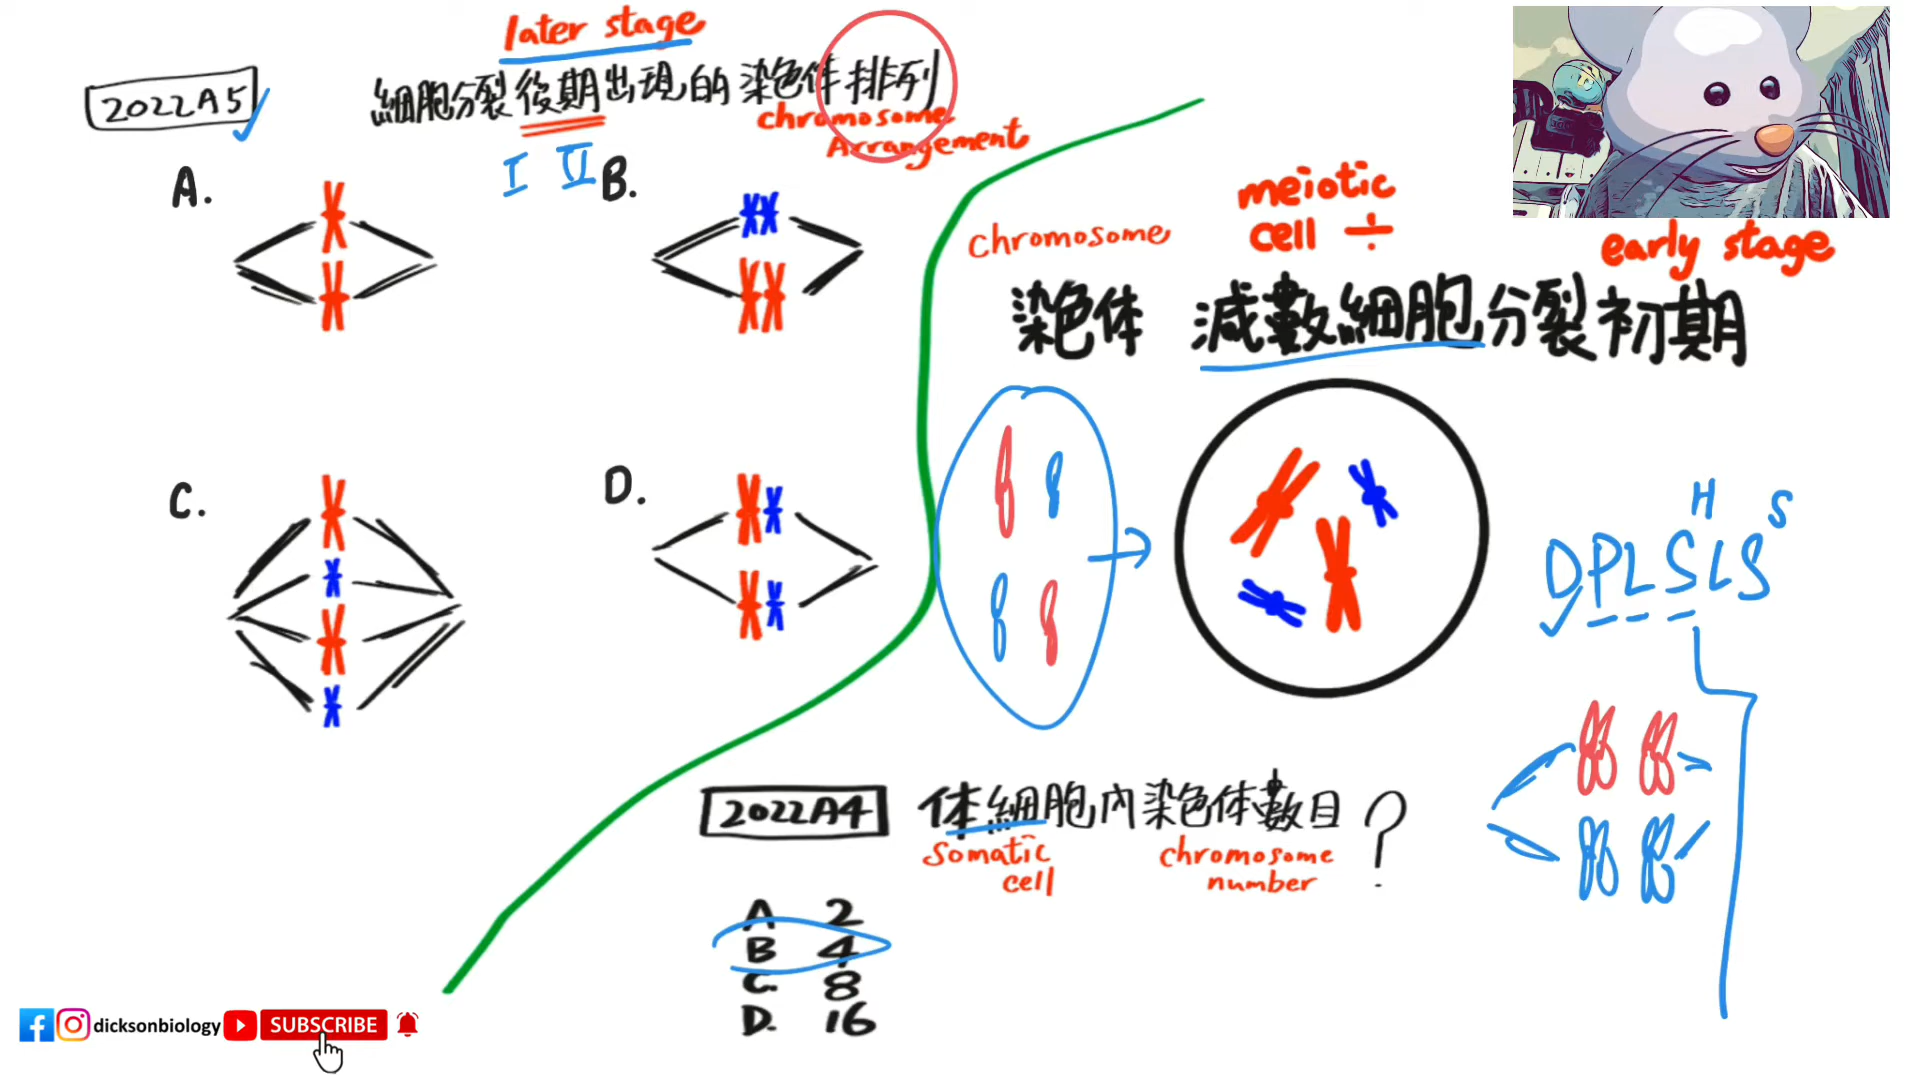 later stage
2022A5
細胞分裂後期出現的染色体排列
chromosome
Arrangement
I II
A.
B.
C.
D.
meiotic
cell ÷
chromosome
early stage
染色体 減數細胞分裂初期
H
S
DPLSLS
2022A4 体細胞內染色体數目?
somatic
cell
chromosome
number
A 2
B 4
C. 8
D. 16
dicksonbiology SUBSCRIBE